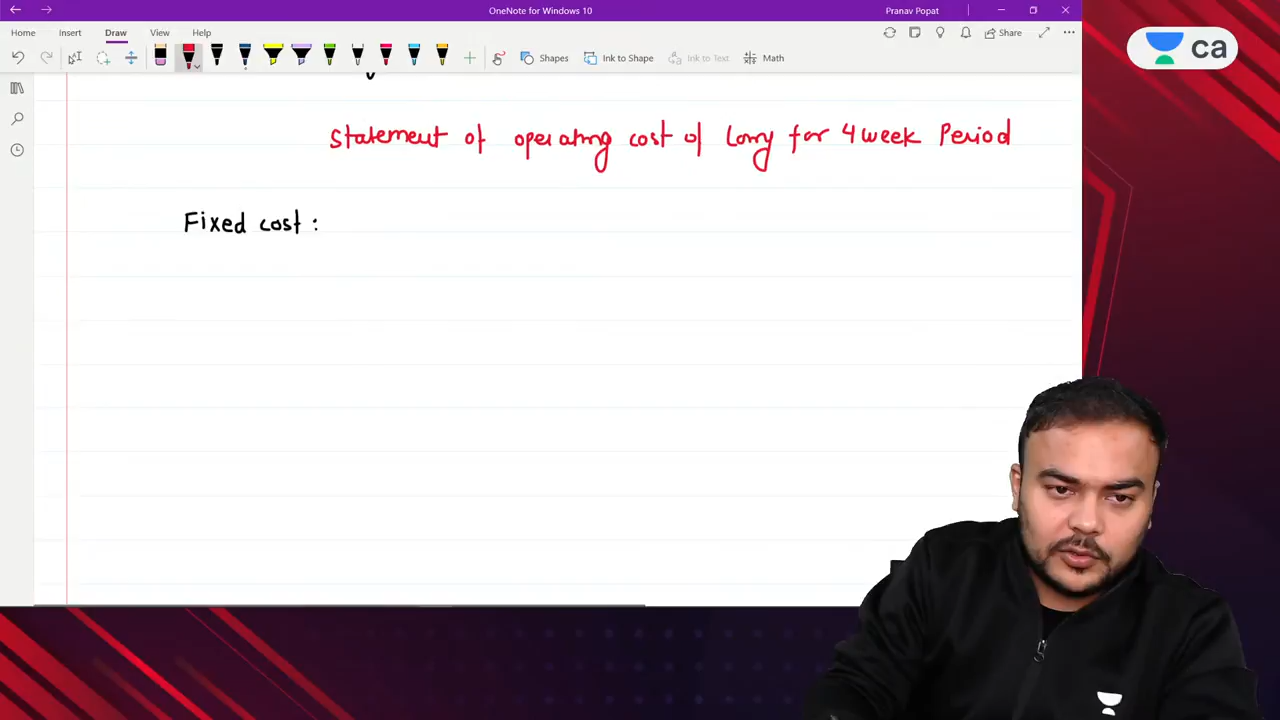 OneNote for Windows 10
Pranav Popat
Home Insert Draw View Help
Share
Shapes Ink to Shape Ink to Text Math
ca
Statement of operating cost of Lorry for 4 week Period
Fixed cost :